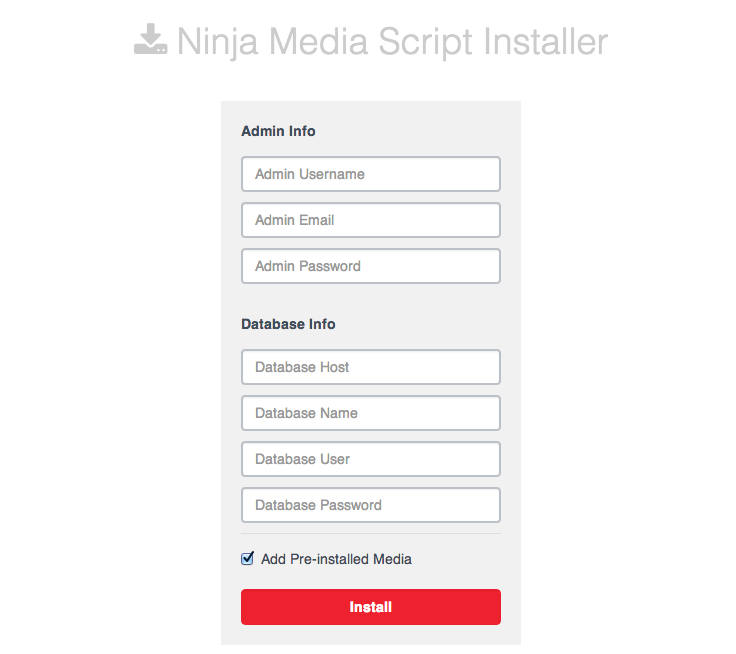 Ninja Media Script Installer
Admin Info
Admin Username
Admin Email
Admin Password
Database Info
Database Host
Database Name
Database User
Database Password
Add Pre-installed Media
Install